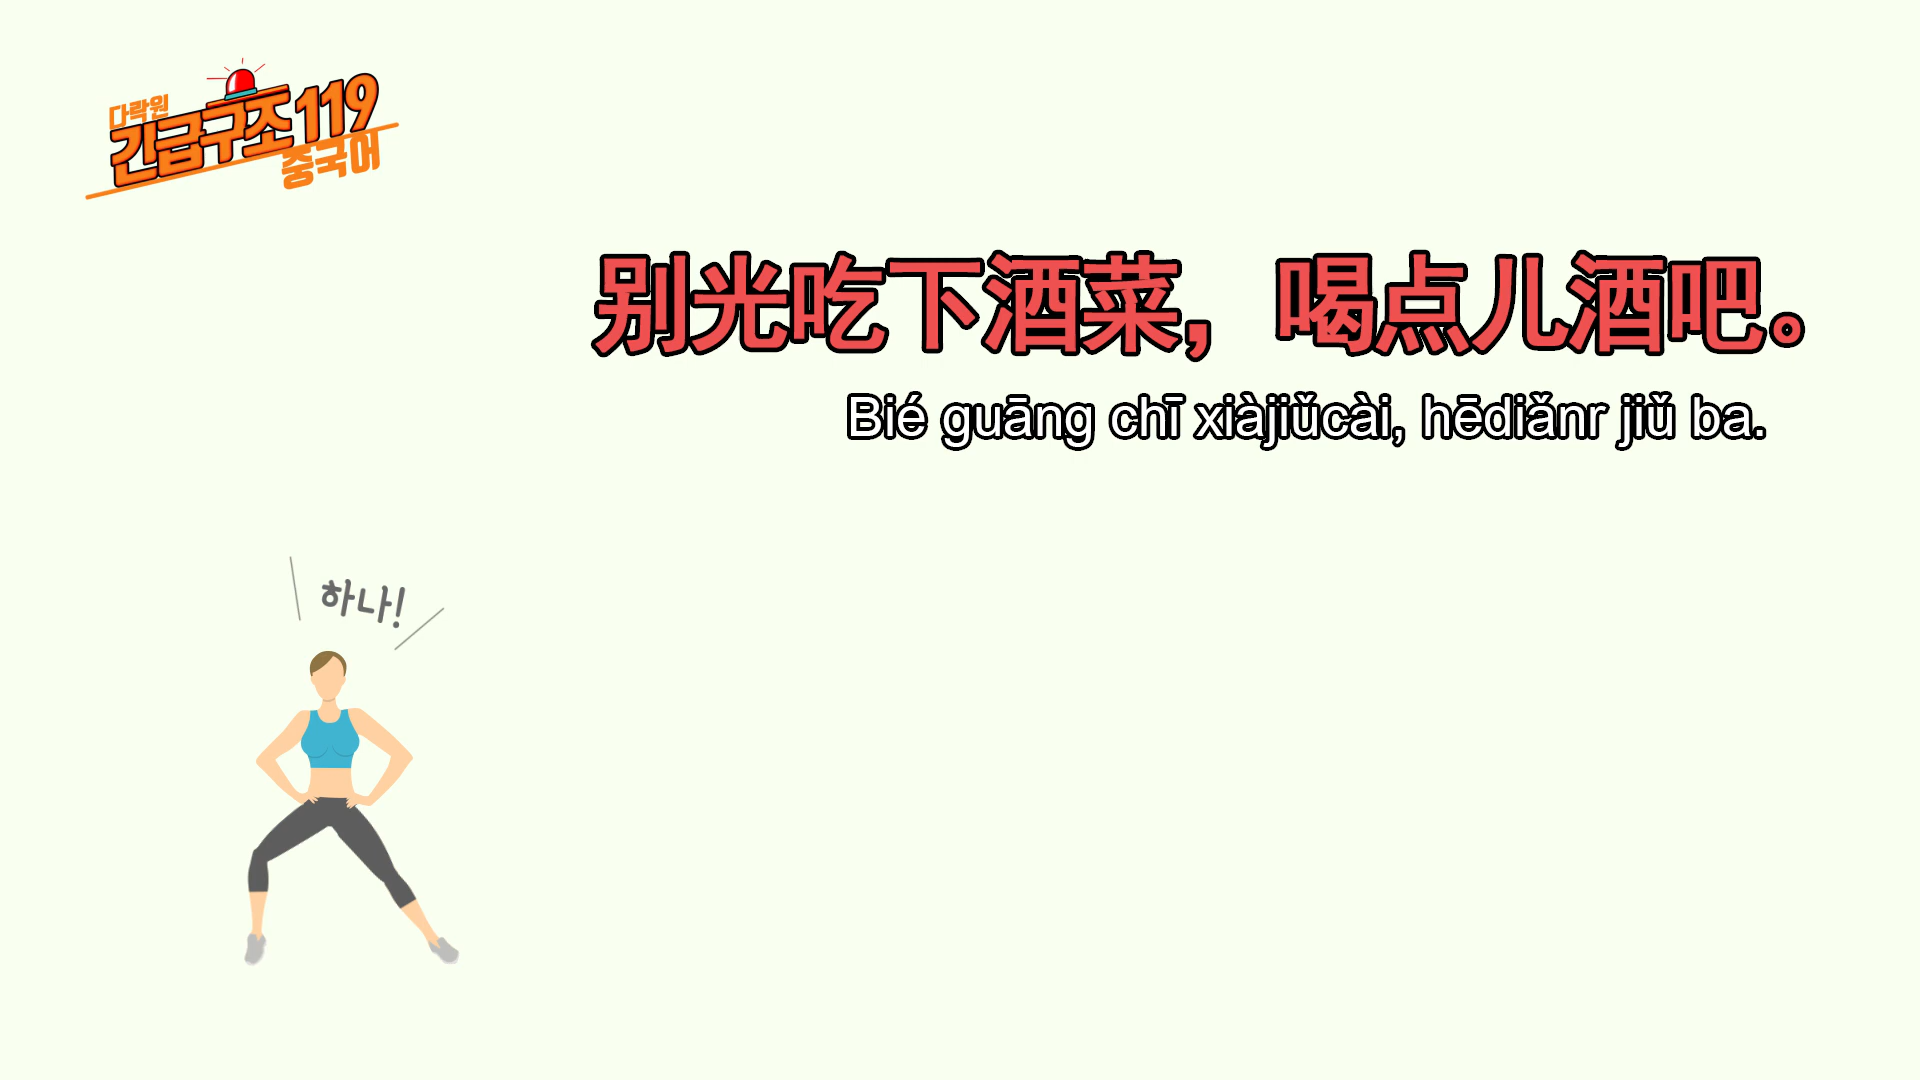 다락원
긴급구조119
중국어
别光吃下酒菜，喝点儿酒吧。
Bié guāng chī xiàjiǔcài, hēdiǎnr jiǔ ba.
하나!